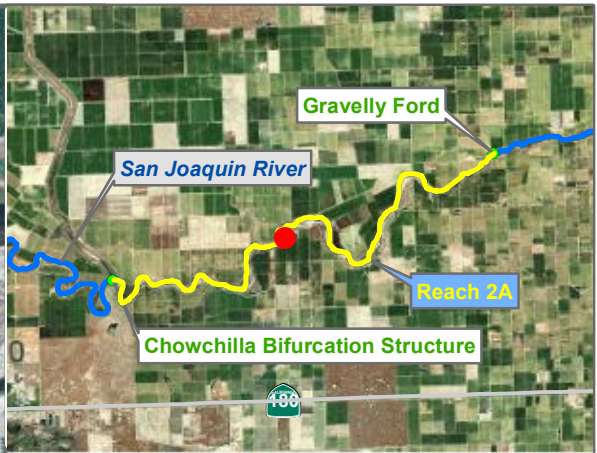 Gravelly Ford
San Joaquin River
Reach 2A
Chowchilla Bifurcation Structure
180